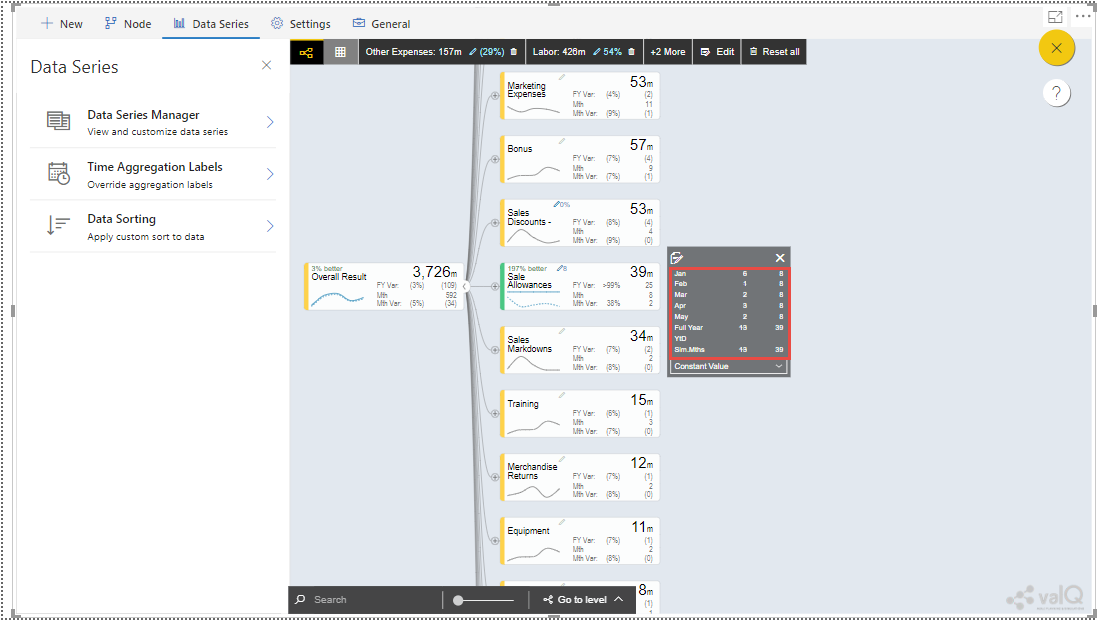 New
Node
Data Series
Settings
General
Data Series
Data Series Manager
View and customize data series
Time Aggregation Labels
Override aggregation labels
Data Sorting
Apply custom sort to data
Other Expenses: 157m (29%)
Labor: 426m 54%
+2 More
Edit
Reset all
?
Marketing Expenses 53m
FY Var: (4%) (2)
Mth 11
Mth Var: (9%) (1)
Bonus 57m
FY Var: (7%) (4)
Mth 9
Mth Var: (7%) (1)
0%
Sales Discounts - 53m
FY Var: (8%) (4)
Mth 4
Mth Var: (9%) (0)
3% better
Overall Result 3,726m
FY Var: (3%) (109)
Mth 592
Mth Var: (5%) (34)
197% better 8
Sale Allowances 39m
FY Var: >99% 25
Mth 8
Mth Var: 38% 2
Jan 6 8
Feb 1 8
Mar 2 8
Apr 3 8
May 2 8
Full Year 13 39
YtD
Sim.Mths 13 39
Constant Value
Sales Markdowns 34m
FY Var: (7%) (2)
Mth 2
Mth Var: (8%) (0)
Training 15m
FY Var: (6%) (1)
Mth 3
Mth Var: (7%) (0)
Merchandise Returns 12m
FY Var: (7%) (1)
Mth 2
Mth Var: (8%) (0)
Equipment 11m
FY Var: (7%) (1)
Mth 2
Mth Var: (8%) (0)
8m
(1)
1
Search
Go to level
valQ